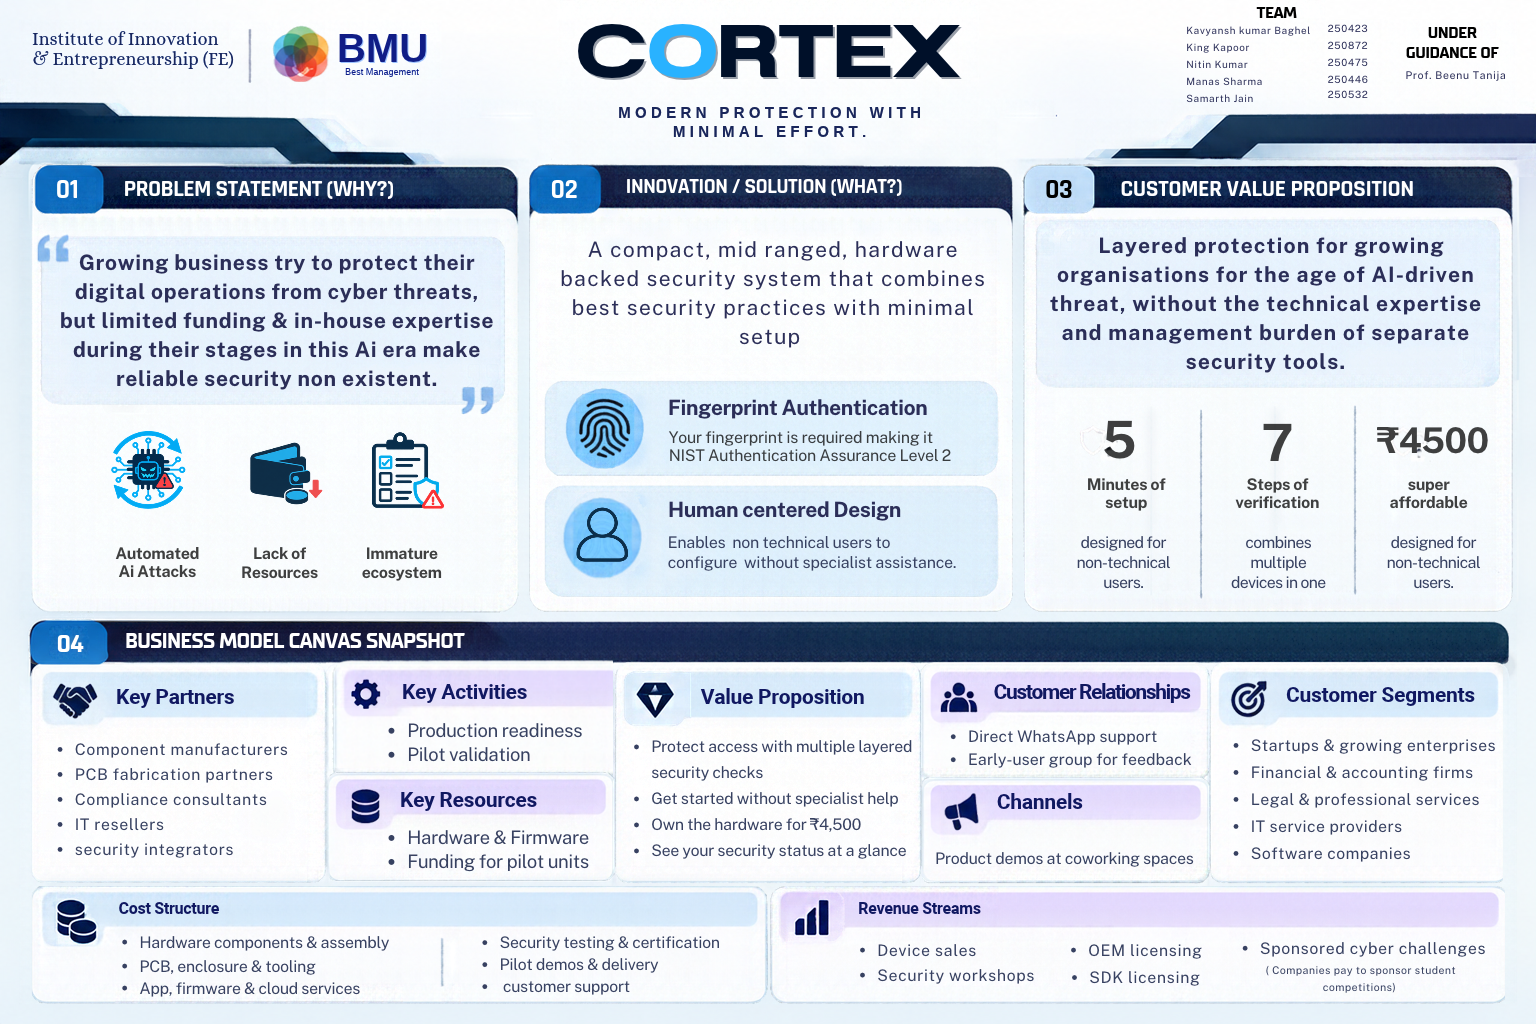 Institute of Innovation
& Entrepreneurship (FE)
BMU
Best Management
CORTEX
MODERN PROTECTION WITH
MINIMAL EFFORT.
TEAM
Kavyansh kumar Baghel 250423
King Kapoor 250872
Nitin Kumar 250475
Manas Sharma 250446
Samarth Jain 250532
UNDER
GUIDANCE OF
Prof. Beenu Tanija
01 PROBLEM STATEMENT (WHY?)
“
Growing business try to protect their
digital operations from cyber threats,
but limited funding & in-house expertise
during their stages in this Ai era make
reliable security non existent.
”
Automated
Ai Attacks
Lack of
Resources
Immature
ecosystem
02 INNOVATION / SOLUTION (WHAT?)
A compact, mid ranged, hardware
backed security system that combines
best security practices with minimal
setup
Fingerprint Authentication
Your fingerprint is required making it
NIST Authentication Assurance Level 2
Human centered Design
Enables non technical users to
configure without specialist assistance.
03 CUSTOMER VALUE PROPOSITION
Layered protection for growing
organisations for the age of AI-driven
threat, without the technical expertise
and management burden of separate
security tools.
5
Minutes of
setup
designed for
non-technical
users.
7
Steps of
verification
combines
multiple
devices in one
₹4500
super
affordable
designed for
non-technical
users.
04 BUSINESS MODEL CANVAS SNAPSHOT
Key Partners
• Component manufacturers
• PCB fabrication partners
• Compliance consultants
• IT resellers
• security integrators
Key Activities
• Production readiness
• Pilot validation
Key Resources
• Hardware & Firmware
• Funding for pilot units
Value Proposition
• Protect access with multiple layered
security checks
• Get started without specialist help
• Own the hardware for ₹4,500
• See your security status at a glance
Customer Relationships
• Direct WhatsApp support
• Early-user group for feedback
Channels
Product demos at coworking spaces
Customer Segments
• Startups & growing enterprises
• Financial & accounting firms
• Legal & professional services
• IT service providers
• Software companies
Cost Structure
• Hardware components & assembly
• PCB, enclosure & tooling
• App, firmware & cloud services
• Security testing & certification
• Pilot demos & delivery
• customer support
Revenue Streams
• Device sales
• Security workshops
• OEM licensing
• SDK licensing
• Sponsored cyber challenges
( Companies pay to sponsor student
competitions)